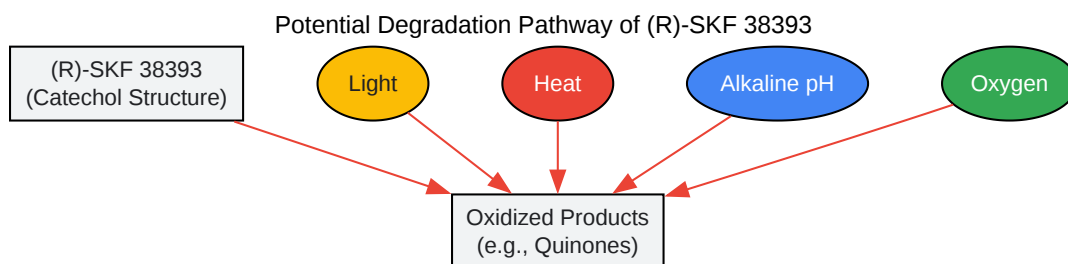 Potential Degradation Pathway of (R)-SKF 38393
(R)-SKF 38393
(Catechol Structure)
Light
Heat
Alkaline pH
Oxygen
Oxidized Products
(e.g., Quinones)